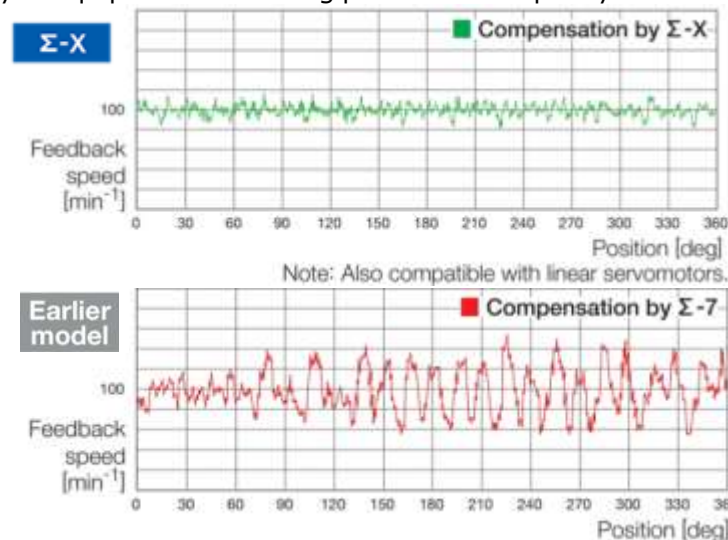 Σ-X
Compensation by Σ-X
100
Feedback
speed
[min⁻¹]
0 30 60 90 120 150 180 210 240 270 300 330 360
Position [deg]
Note: Also compatible with linear servomotors.
Earlier
model
Compensation by Σ-7
100
Feedback
speed
[min⁻¹]
0 30 60 90 120 150 180 210 240 270 300 330 36
Position [deg]